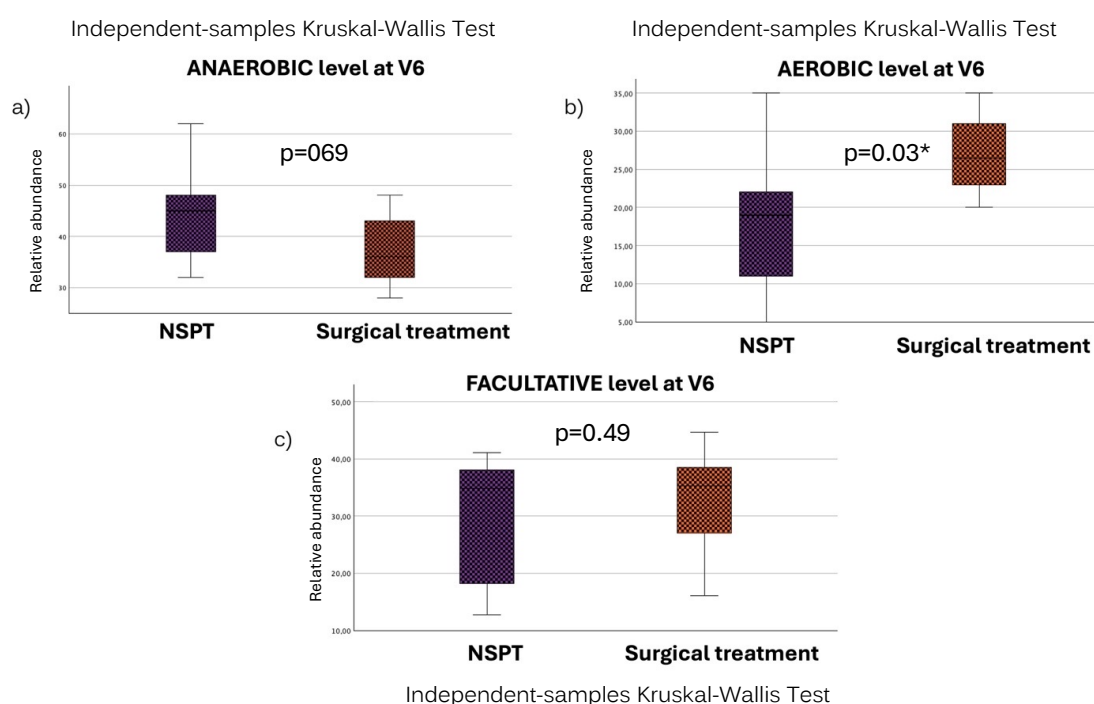 Independent-samples Kruskal-Wallis Test
Independent-samples Kruskal-Wallis Test
ANAEROBIC level at V6
a)
Relative abundance
60
50
40
30
p=069
NSPT
Surgical treatment
AEROBIC level at V6
b)
Relative abundance
35,00
30,00
25,00
20,00
15,00
10,00
5,00
p=0.03*
NSPT
Surgical treatment
FACULTATIVE level at V6
c)
Relative abundance
50,00
40,00
30,00
20,00
10,00
p=0.49
NSPT
Surgical treatment
Independent-samples Kruskal-Wallis Test